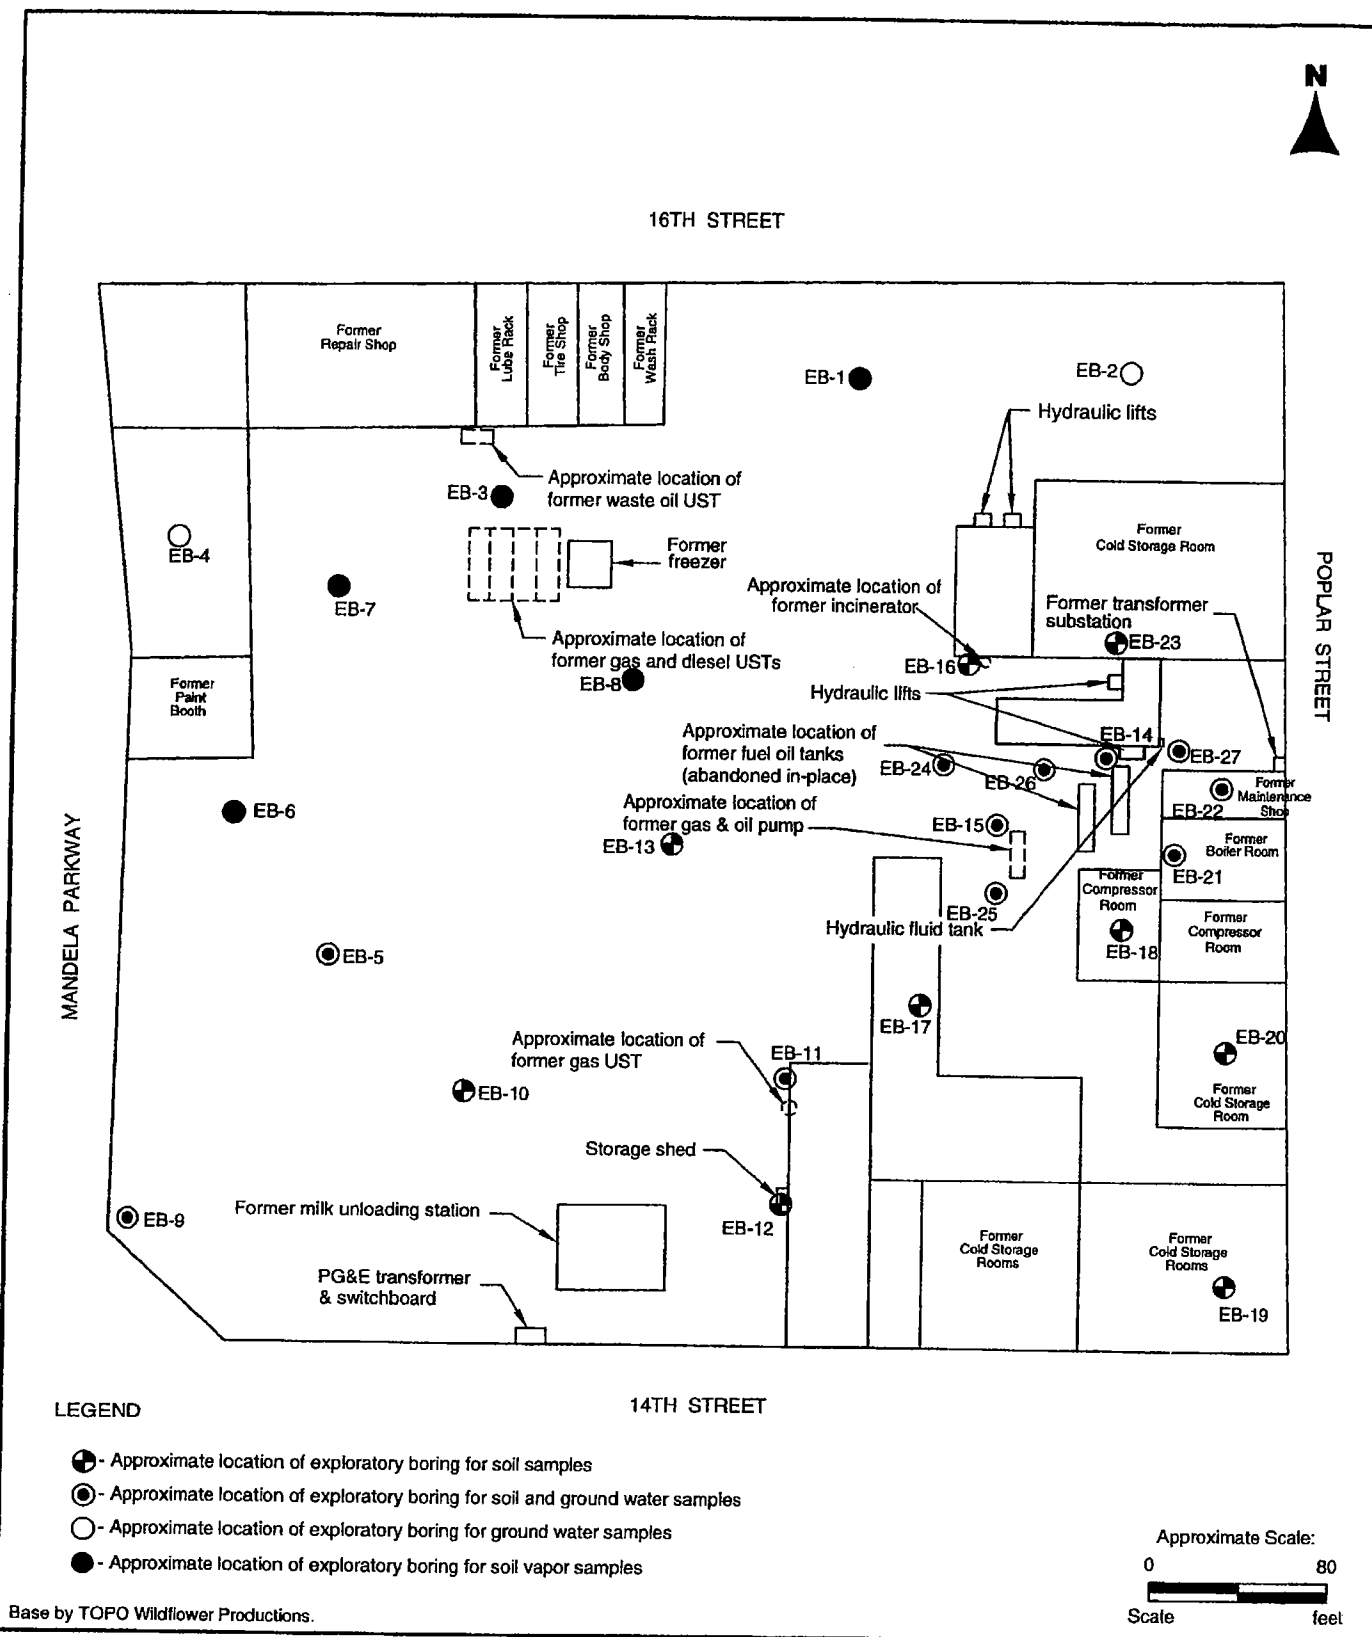 N
16TH STREET
Former
Repair Shop
Former
Lube Rack
Former
Tire Shop
Former
Body Shop
Former
Wash Rack
EB-1
EB-2
Hydraulic lifts
Approximate location of
former waste oil UST
EB-3
EB-4
Former
freezer
Former
Cold Storage Room
EB-7
Approximate location of
former incinerator
Former transformer
substation
POPLAR STREET
Approximate location of
former gas and diesel USTs
EB-23
EB-16
EB-8
Former
Paint
Booth
Hydraulic lifts
Approximate location of
former fuel oil tanks
(abandoned in-place)
EB-14
EB-27
EB-24
EB-26
Former
Maintenance
Shop
EB-22
EB-6
Approximate location of
former gas & oil pump
EB-15
EB-13
Former
Boiler Room
EB-21
Former
Compressor
Room
MANDELA PARKWAY
EB-25
Hydraulic fluid tank
Former
Compressor
Room
EB-18
EB-5
EB-17
Approximate location of
former gas UST
EB-11
EB-20
EB-10
Former
Cold Storage
Room
Storage shed
Former milk unloading station
EB-9
EB-12
Former
Cold Storage
Rooms
Former
Cold Storage
Rooms
PG&E transformer
& switchboard
EB-19
14TH STREET
LEGEND
- Approximate location of exploratory boring for soil samples
- Approximate location of exploratory boring for soil and ground water samples
- Approximate location of exploratory boring for ground water samples
- Approximate location of exploratory boring for soil vapor samples
Approximate Scale:
0 80
Scale feet
Base by TOPO Wildflower Productions.